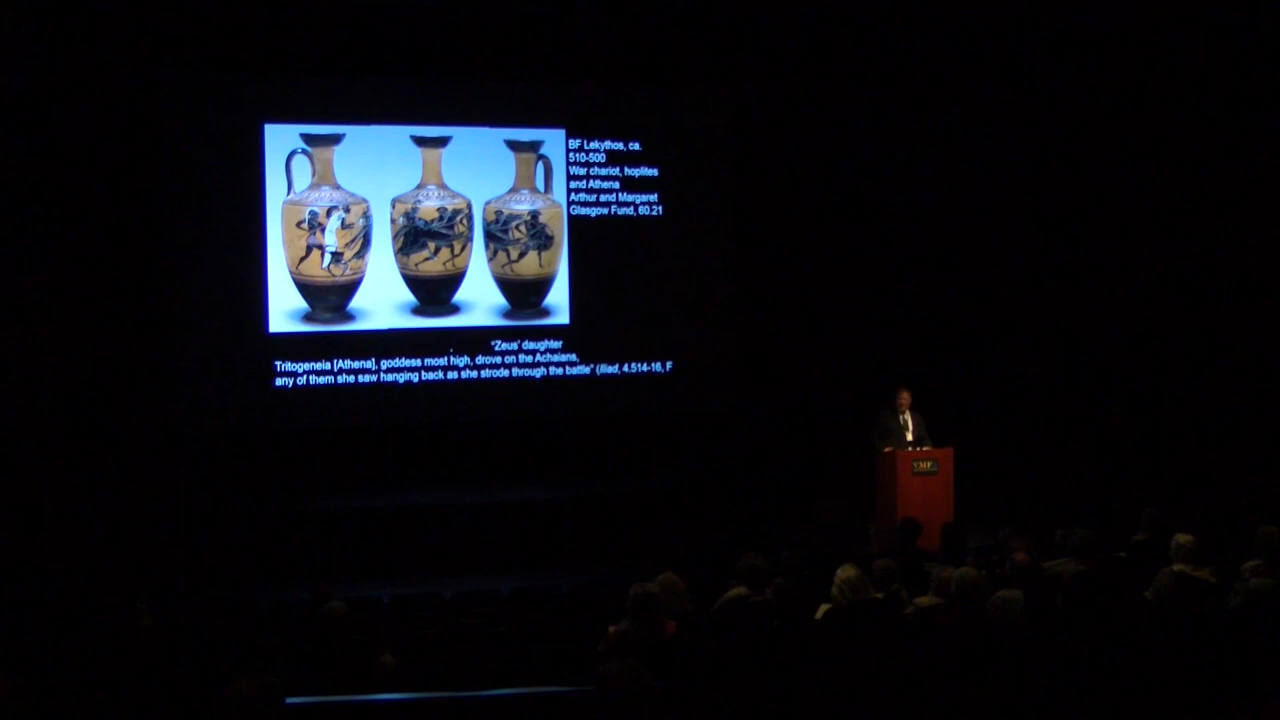 BF Lekythos, ca.
510-500
War chariot, hoplites
and Athena
Arthur and Margaret
Glasgow Fund, 60.21
"Zeus' daughter
Tritogeneia [Athena], goddess most high, drove on the Achaians,
any of them she saw hanging back as she strode through the battle" (Iliad, 4.514-16, F
VMFA